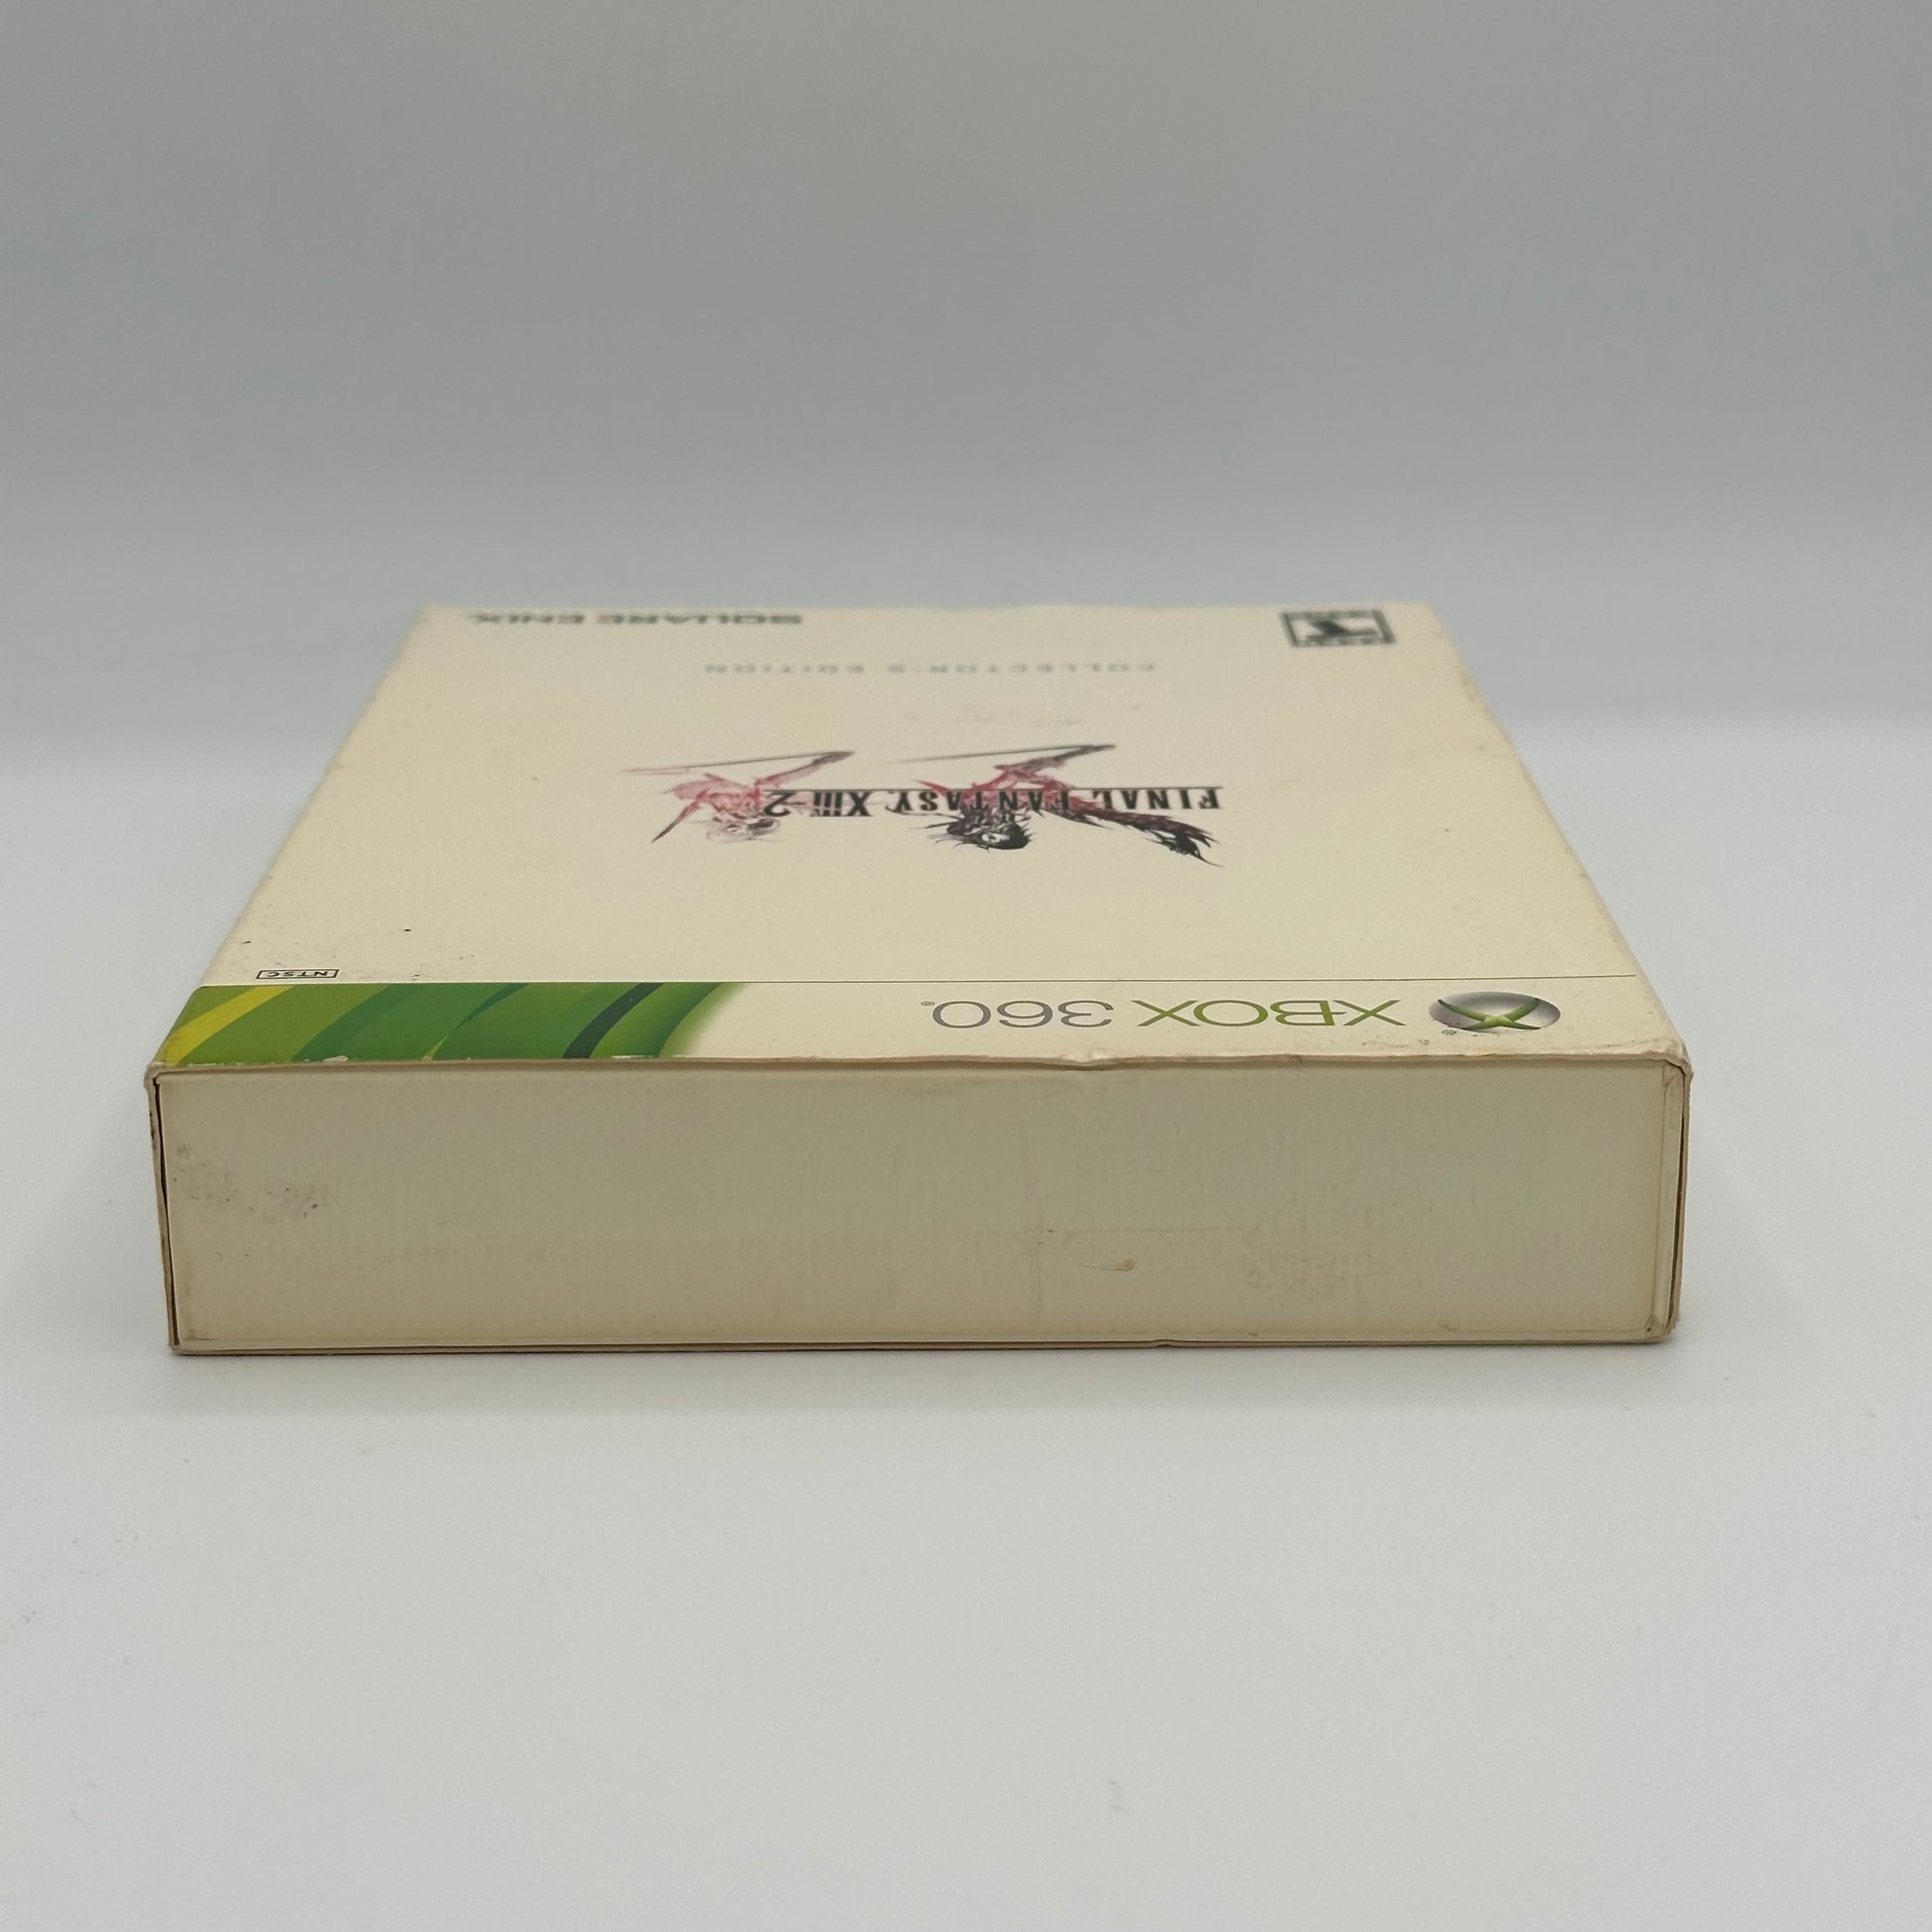 XBOX 360®
NTSC
FINAL FANTASY XIII-2
COLLECTOR'S EDITION
T
SQUARE ENIX